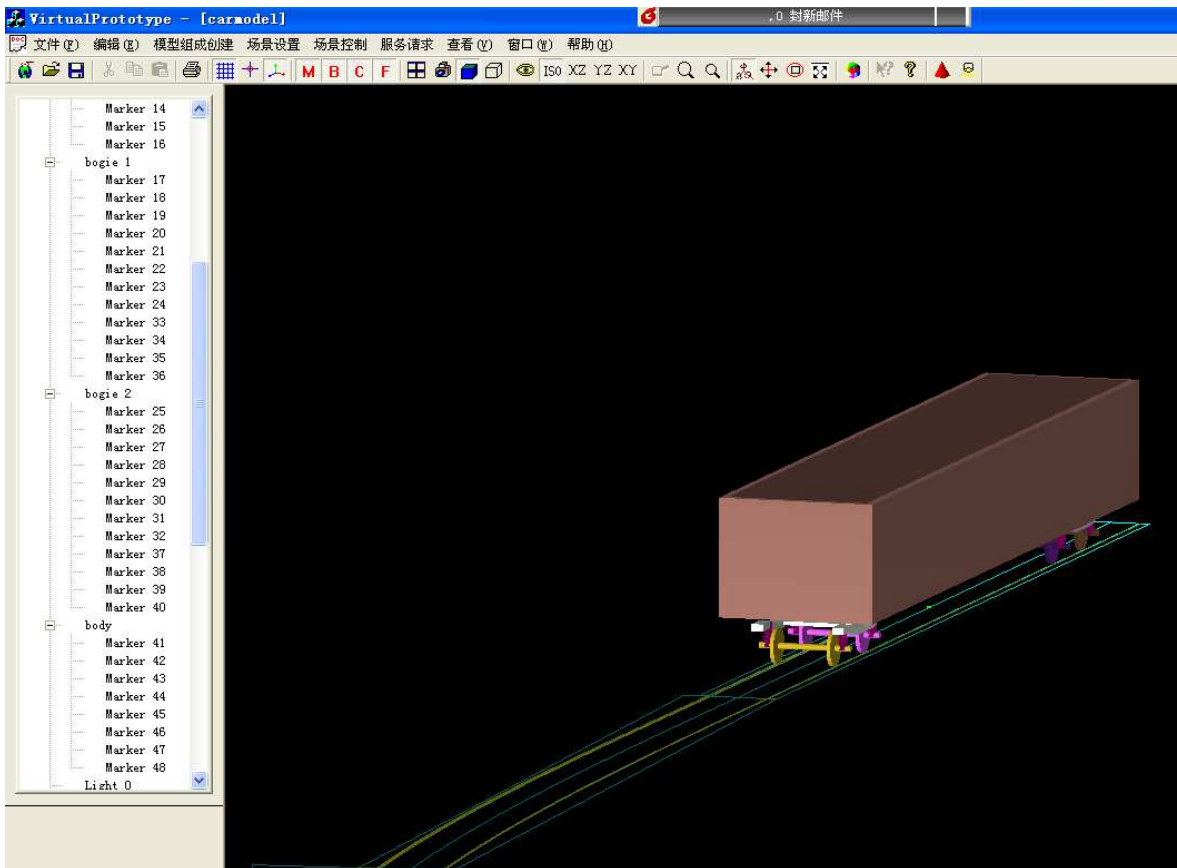 VirtualPrototype - [carmodel]
,0 封新邮件
文件(F) 编辑(E) 模型组成创建 场景设置 场景控制 服务请求 查看(V) 窗口(W) 帮助(H)
M B C F ISO XZ YZ XY
Marker 14
Marker 15
Marker 16
bogie 1
Marker 17
Marker 18
Marker 19
Marker 20
Marker 21
Marker 22
Marker 23
Marker 24
Marker 33
Marker 34
Marker 35
Marker 36
bogie 2
Marker 25
Marker 26
Marker 27
Marker 28
Marker 29
Marker 30
Marker 31
Marker 32
Marker 37
Marker 38
Marker 39
Marker 40
body
Marker 41
Marker 42
Marker 43
Marker 44
Marker 45
Marker 46
Marker 47
Marker 48
Light 0